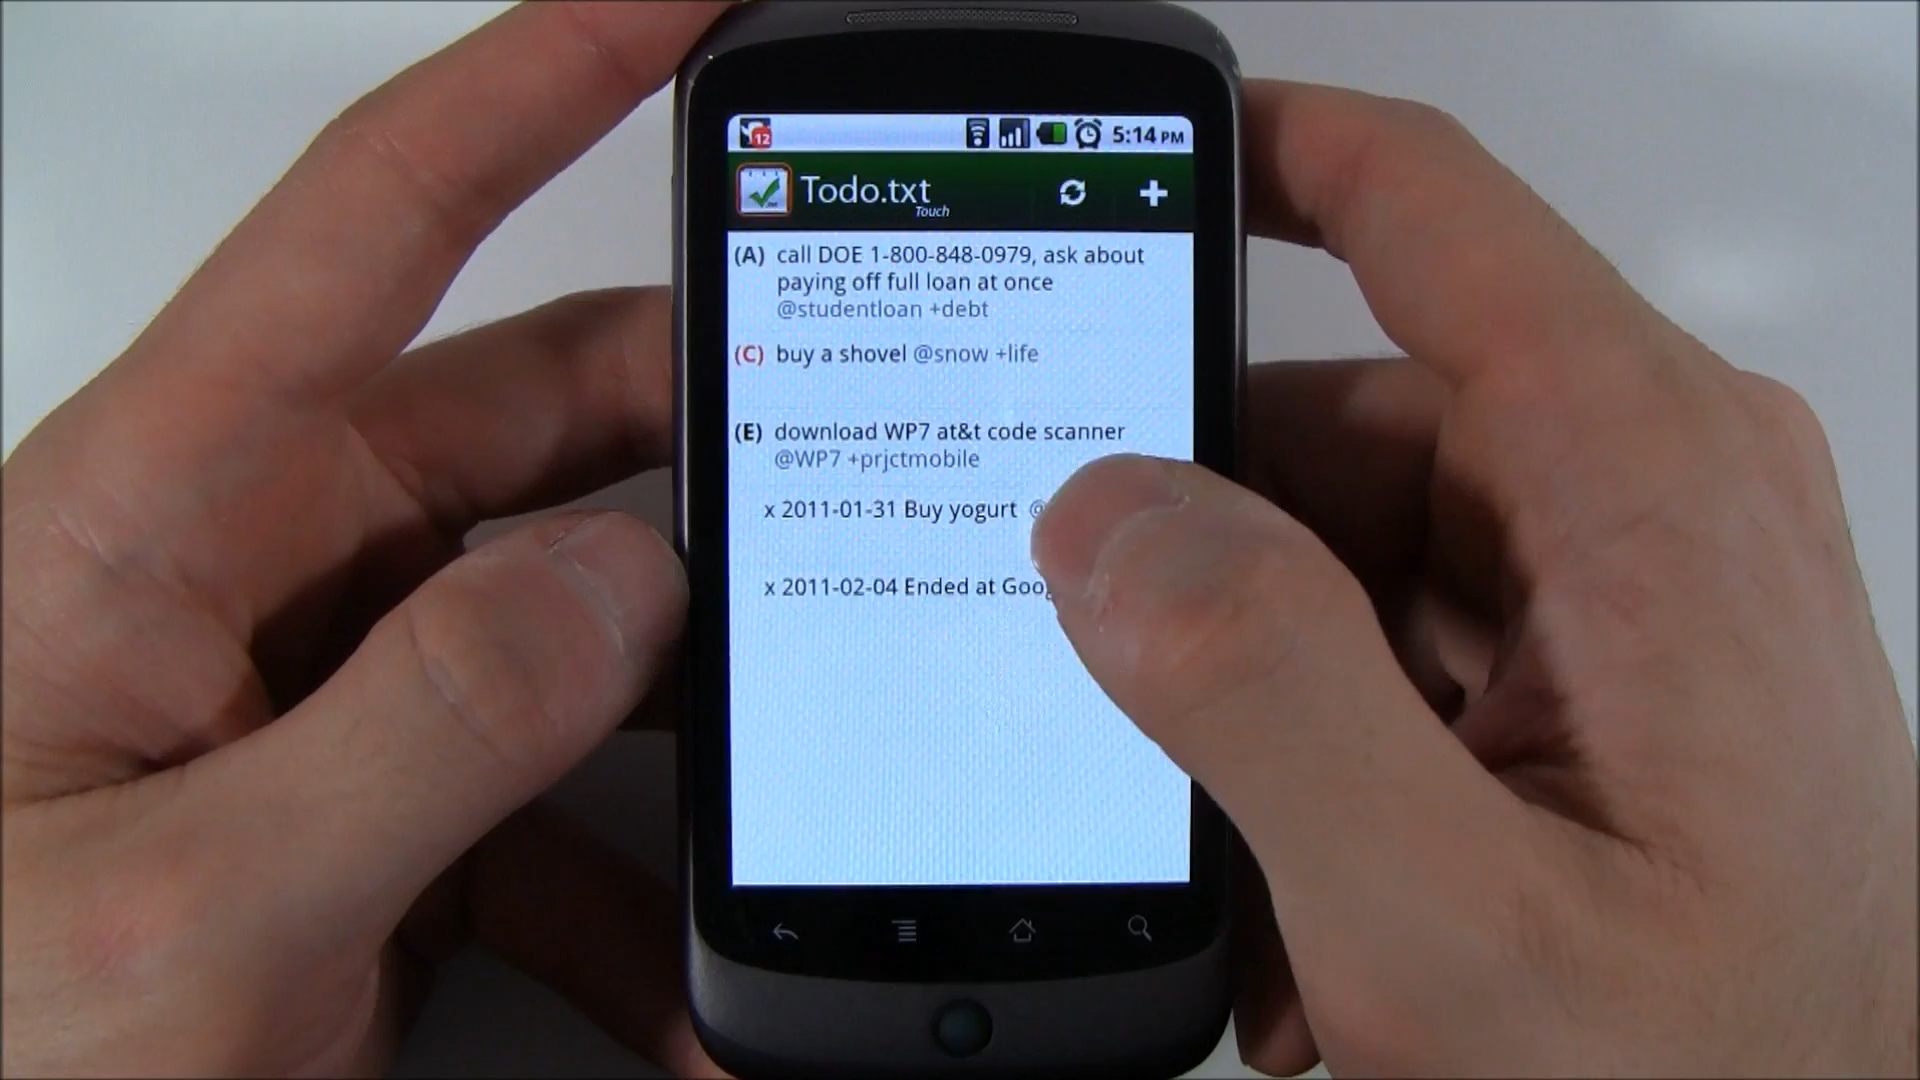 12 5:14 PM
Todo.txt
Touch
(A) call DOE 1-800-848-0979, ask about
paying off full loan at once
@studentloan +debt
(C) buy a shovel @snow +life
(E) download WP7 at&t code scanner
@WP7 +prjctmobile
x 2011-01-31 Buy yogurt @
x 2011-02-04 Ended at